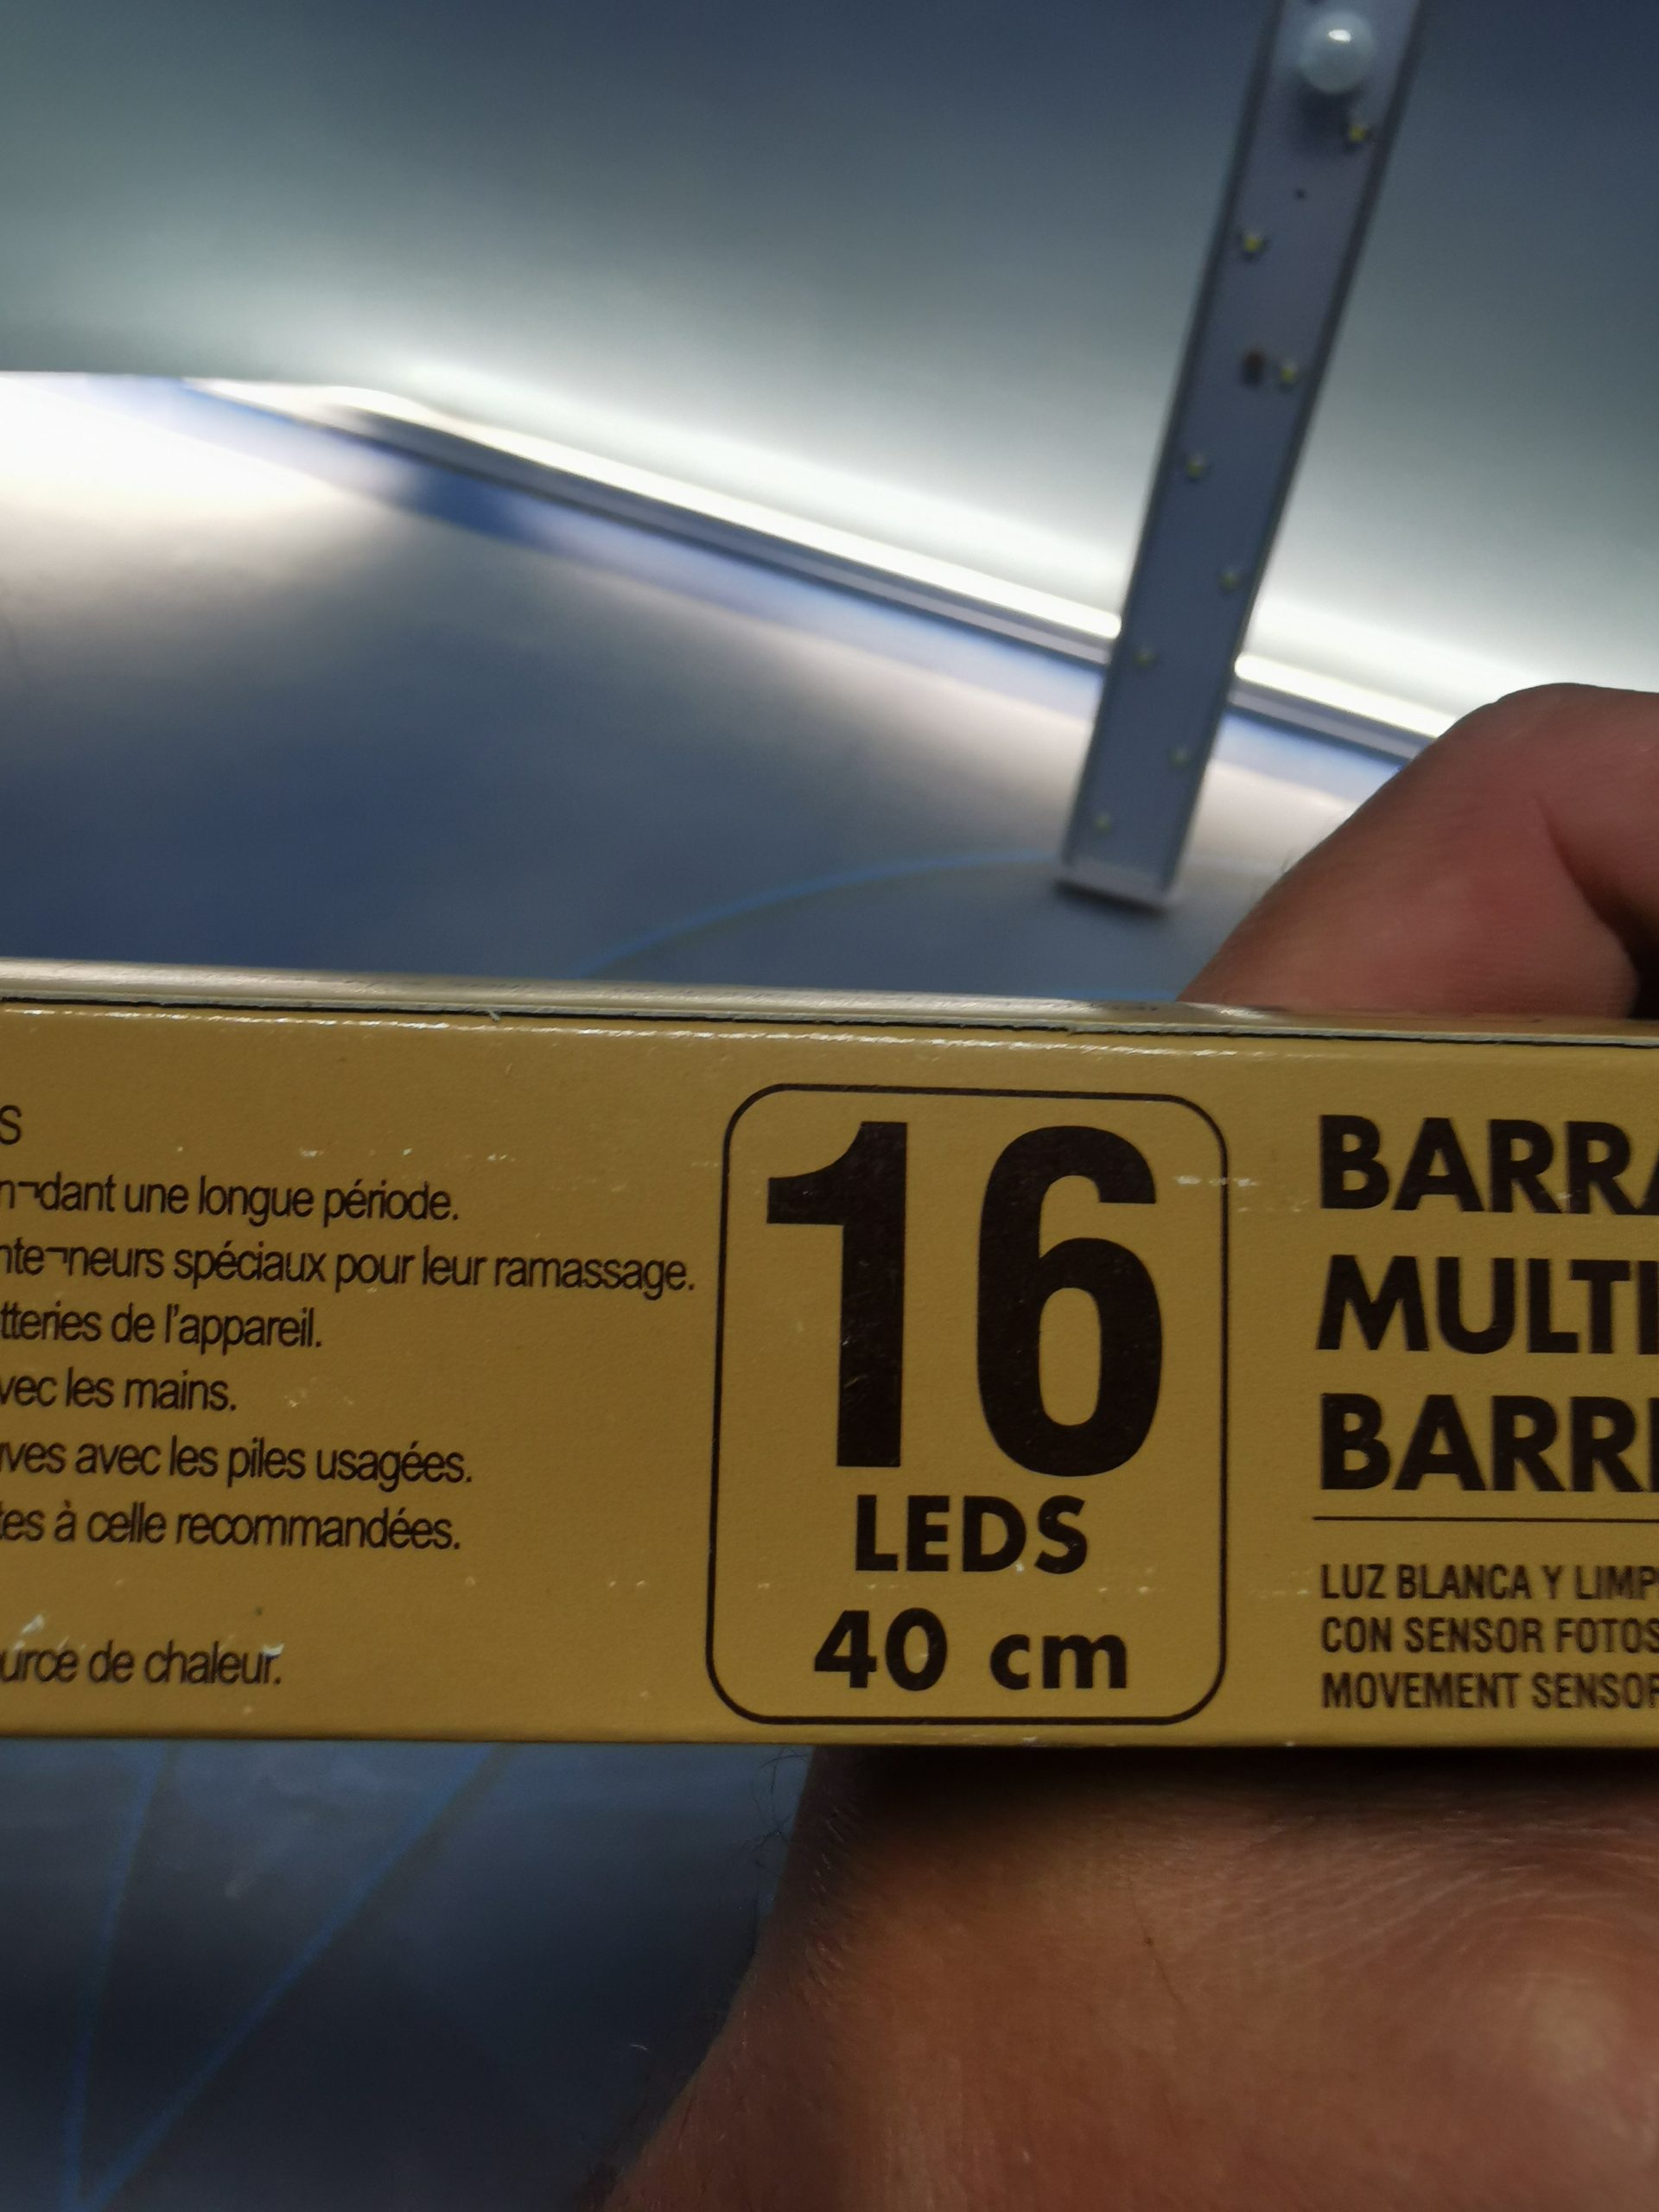 S
dant une longue période.
neurs spéciaux pour leur ramassage.
tteries de l'appareil.
vec les mains.
ves avec les piles usagées.
tes à celle recommandées.
urce de chaleur.
16
LEDS
40 cm
BARRA
MULTI
BARR
LUZ BLANCA Y LIMP
CON SENSOR FOTOS
MOVEMENT SENSOR